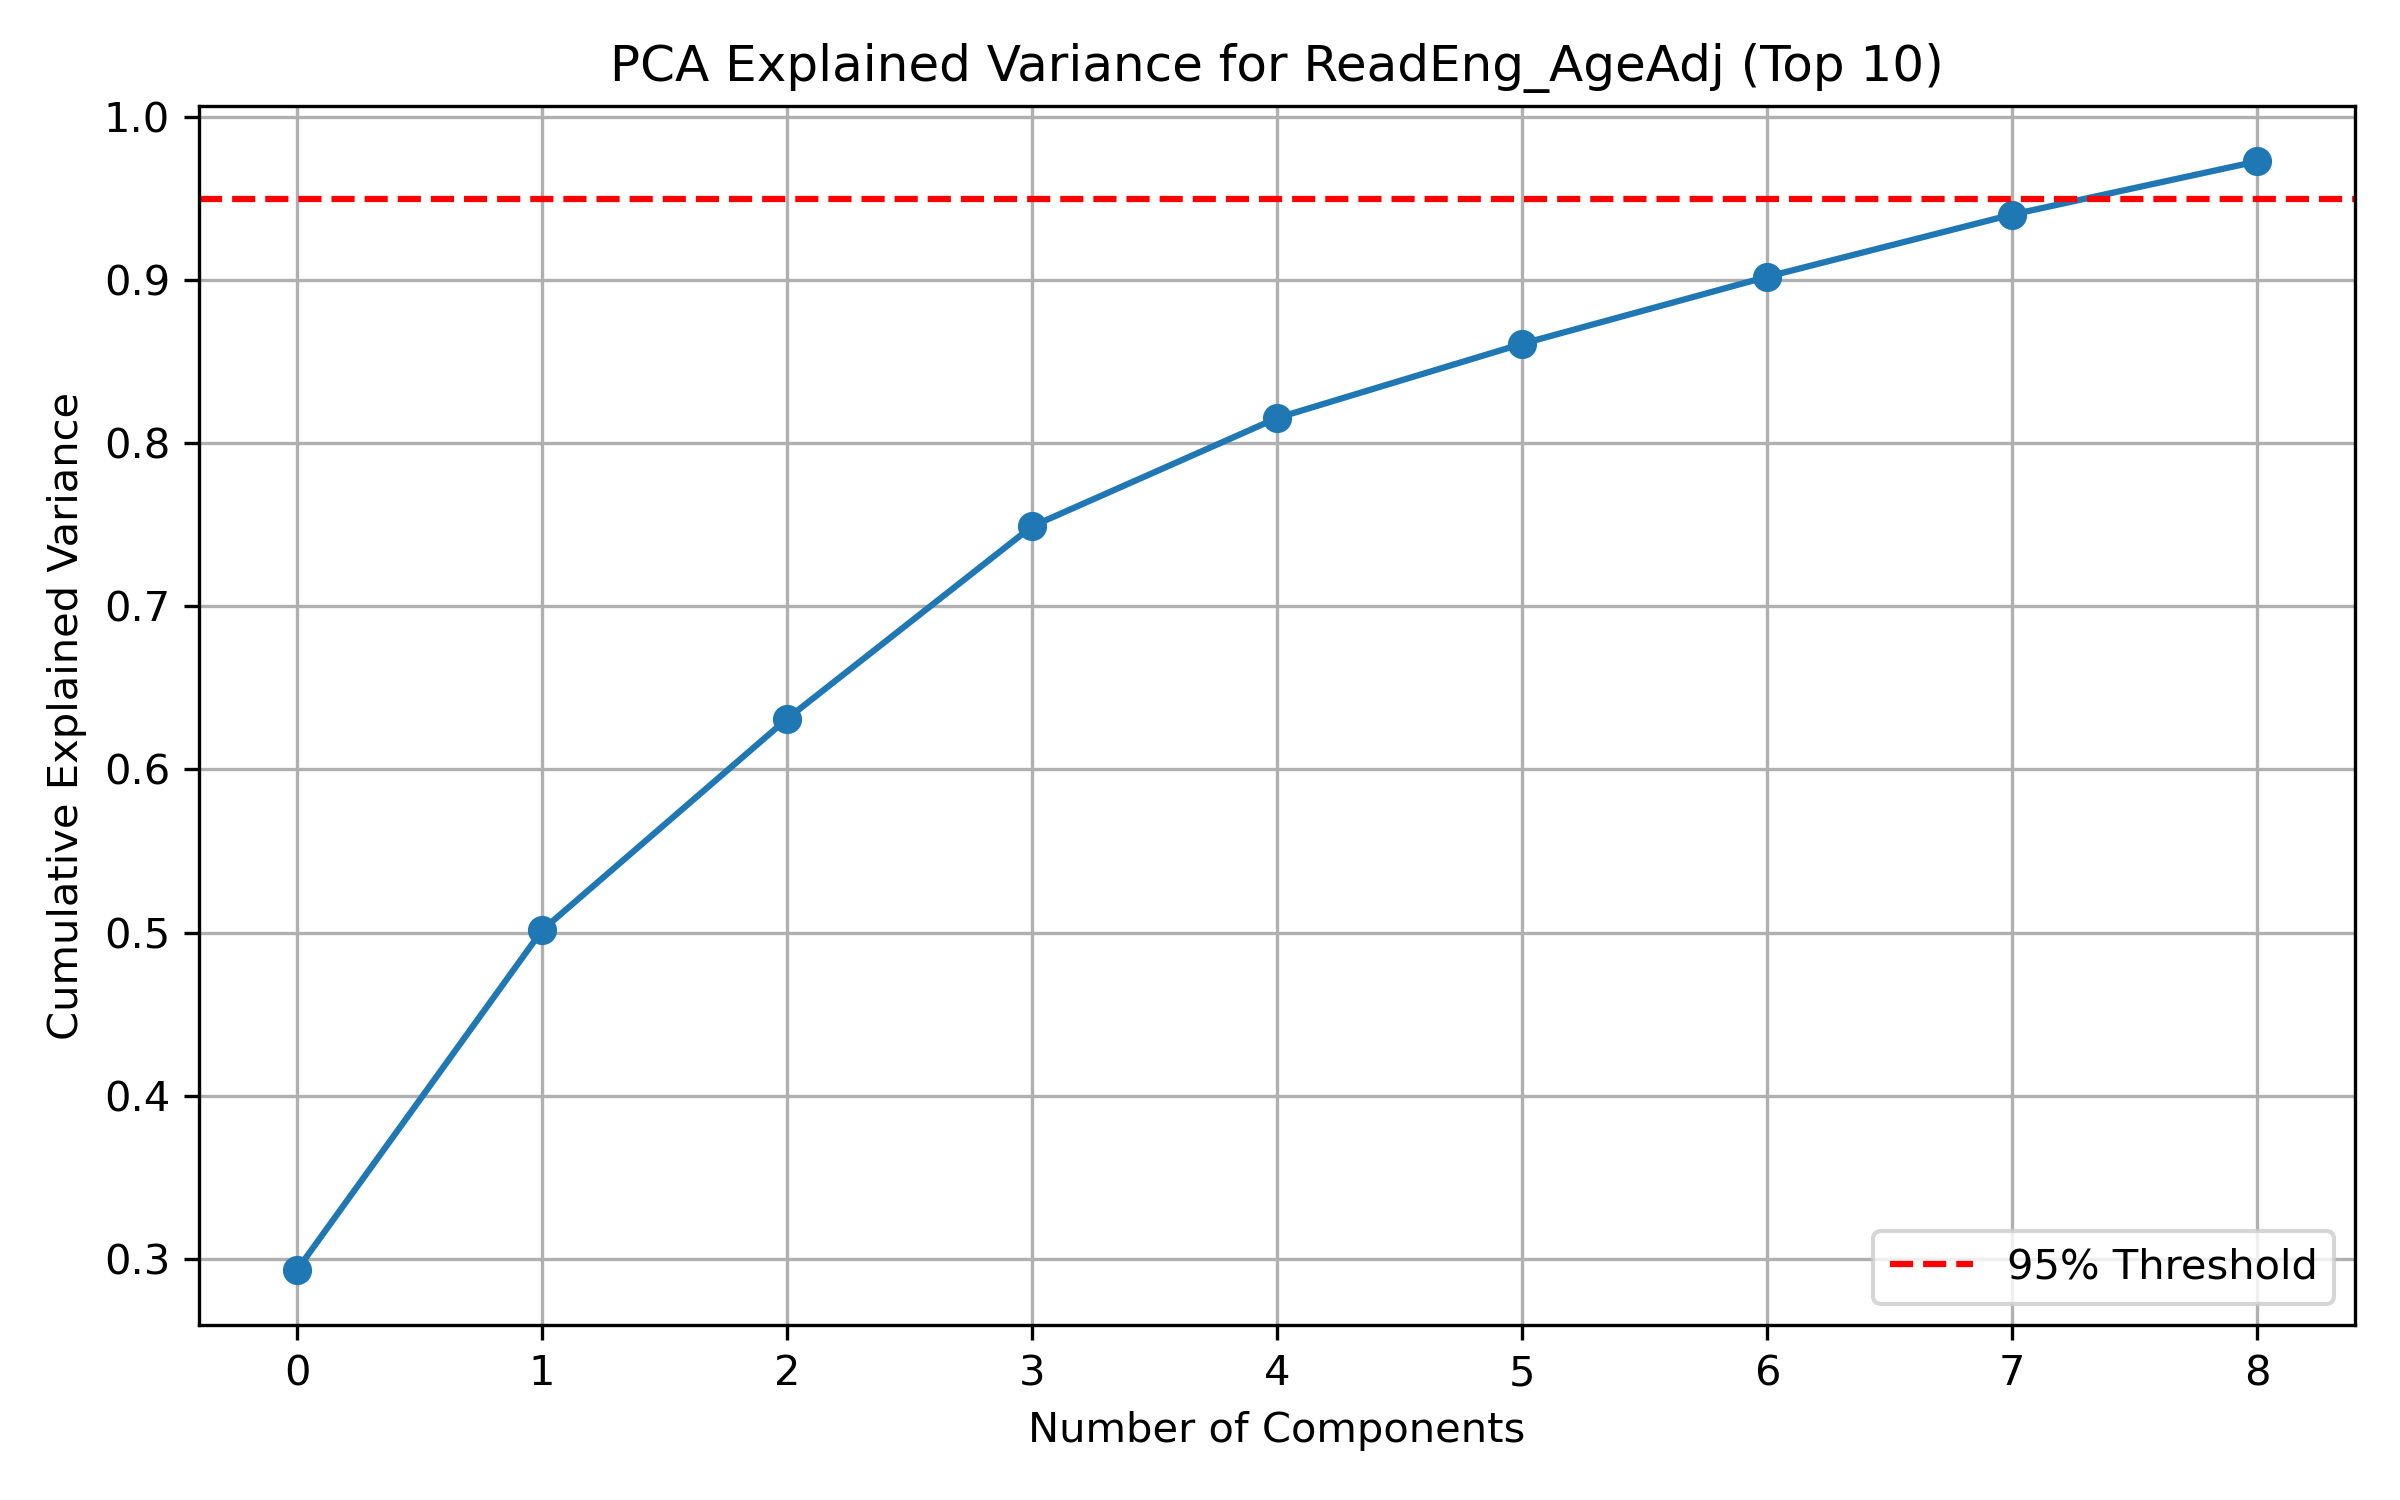 PCA Explained Variance for ReadEng_AgeAdj (Top 10)
Cumulative Explained Variance
1.0
0.9
0.8
0.7
0.6
0.5
0.4
0.3
95% Threshold
0 1 2 3 4 5 6 7 8
Number of Components